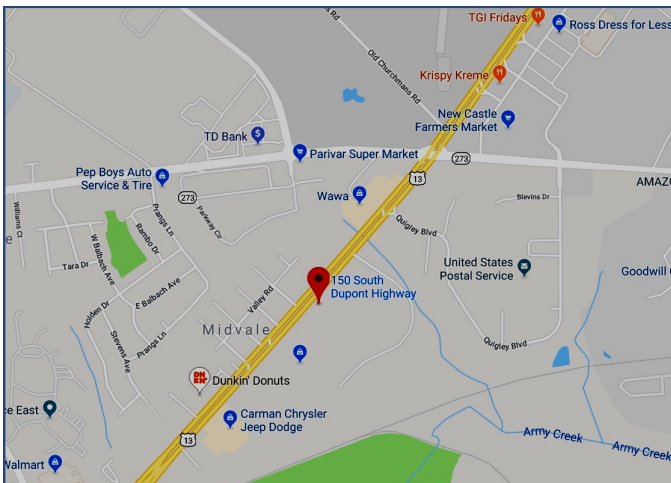 TGI Fridays
Ross Dress for Less
Old Churchmans Rd
s Rd
Krispy Kreme
New Castle
Farmers Market
TD Bank
Parivar Super Market
273
13
AMAZO
Pep Boys Auto
Service & Tire
273
Wawa
Blevins Dr
Williams Ct
Prangs Ln
Parkway Cir
Rambo Dr
W Balbach Ave
Quigley Blvd
e
Tara Dr
United States
Postal Service
Goodwill
150 South
Dupont Highway
E Balbach Ave
Holden Dr
Valley Rd
Midvale
Stevens Ave
Prangs Ln
Quigley Blvd
DN
KN'
Dunkin' Donuts
ce East
Carman Chrysler
Jeep Dodge
13
Army Creek
Army Creek
Walmart